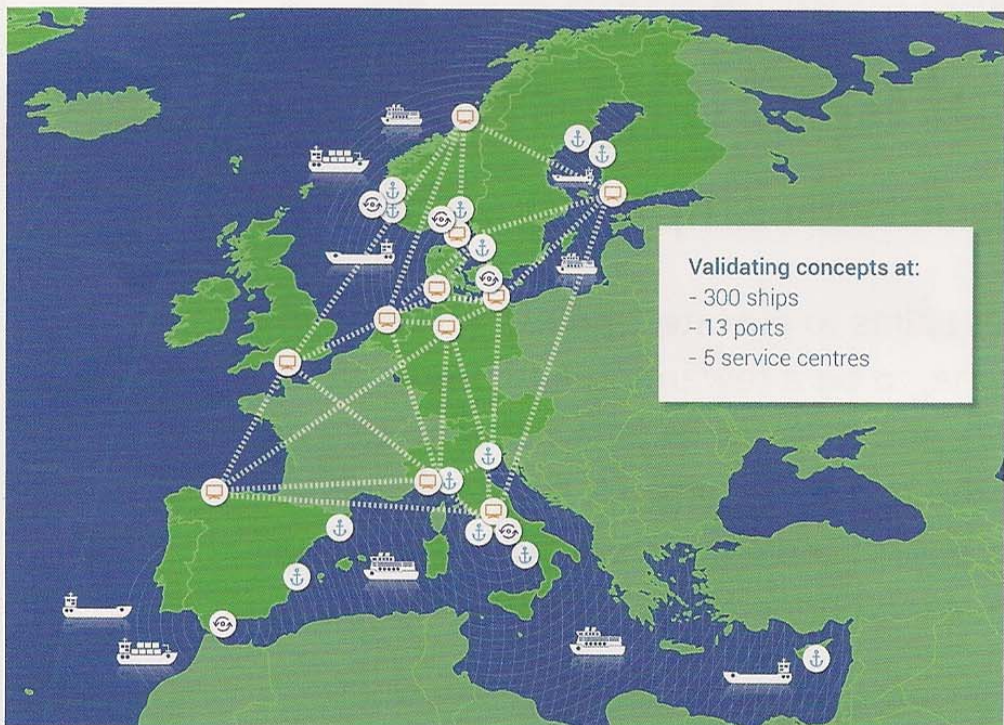 Validating concepts at:
- 300 ships
- 13 ports
- 5 service centres